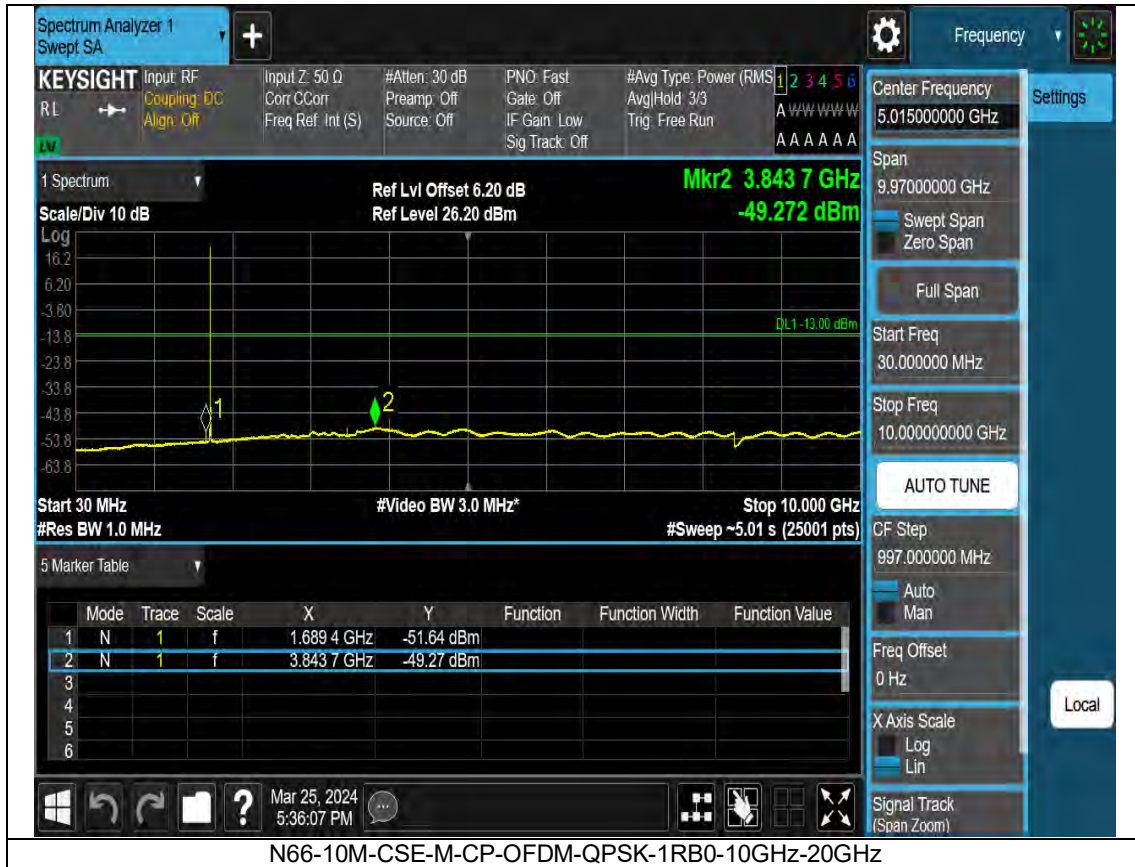 Spectrum Analyzer 1
Swept SA
+
Frequency
KEYSIGHT
RL
Input: RF
Coupling: DC
Align: Off
Input Z: 50 Ω
Corr CCorr
Freq Ref: Int (S)
#Atten: 30 dB
Preamp: Off
Source: Off
PNO: Fast
Gate: Off
IF Gain: Low
Sig Track: Off
#Avg Type: Power (RMS
Avg|Hold: 3/3
Trig: Free Run
1 2 3 4 5 6
A W W W W W
A A A A A A
1 Spectrum
Scale/Div 10 dB
Ref Lvl Offset 6.20 dB
Ref Level 26.20 dBm
Mkr2 3.843 7 GHz
-49.272 dBm
Log
16.2
6.20
-3.80
-13.8
-23.8
-33.8
-43.8
-53.8
-63.8
DL1 -13.00 dBm
1
2
Start 30 MHz
#Res BW 1.0 MHz
#Video BW 3.0 MHz*
Stop 10.000 GHz
#Sweep ~5.01 s (25001 pts)
5 Marker Table
Mode Trace Scale X Y Function Function Width Function Value
1 N 1 f 1.689 4 GHz -51.64 dBm
2 N 1 f 3.843 7 GHz -49.27 dBm
3
4
5
6
?
Mar 25, 2024
5:36:07 PM
Center Frequency
5.015000000 GHz
Settings
Span
9.97000000 GHz
Swept Span
Zero Span
Full Span
Start Freq
30.000000 MHz
Stop Freq
10.000000000 GHz
AUTO TUNE
CF Step
997.000000 MHz
Auto
Man
Freq Offset
0 Hz
X Axis Scale
Log
Lin
Signal Track
(Span Zoom)
Local
N66-10M-CSE-M-CP-OFDM-QPSK-1RB0-10GHz-20GHz